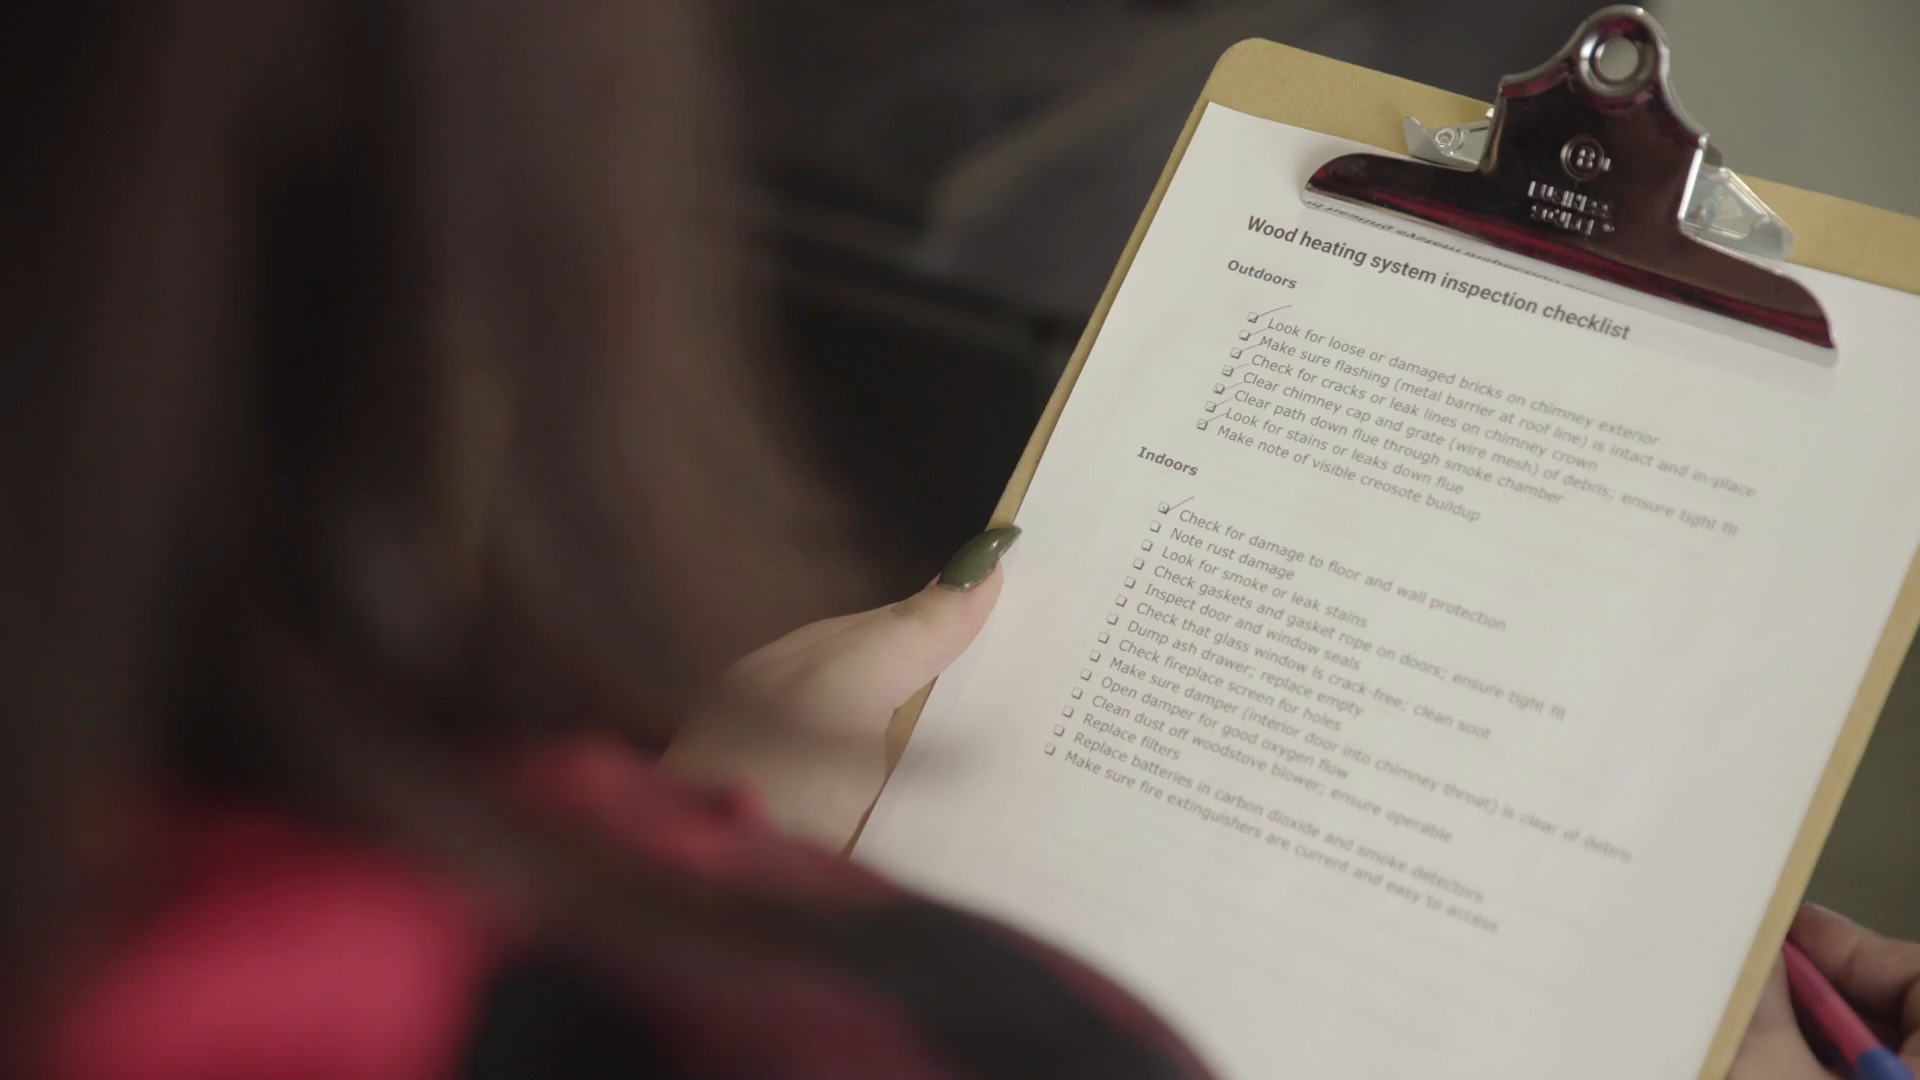 Wood heating system inspection checklist
Outdoors
Look for loose or damaged bricks on chimney exterior
Make sure flashing (metal barrier at roof line) is intact and in-place
Check for cracks or leak lines on chimney crown
Clear chimney cap and grate (wire mesh) of debris; ensure tight fit
Clear path down flue through smoke chamber
Look for stains or leaks down flue
Make note of visible creosote buildup
Indoors
Check for damage to floor and wall protection
Note rust damage
Look for smoke or leak stains
Check gaskets and gasket rope on doors; ensure tight fit
Inspect door and window seals
Check that glass window is crack-free; clean soot
Dump ash drawer; replace empty
Check fireplace screen for holes
Make sure damper (interior door into chimney throat) is clear of debris
Open damper for good oxygen flow
Clean dust off woodstove blower; ensure operable
Replace filters
Replace batteries in carbon dioxide and smoke detectors
Make sure fire extinguishers are current and easy to access